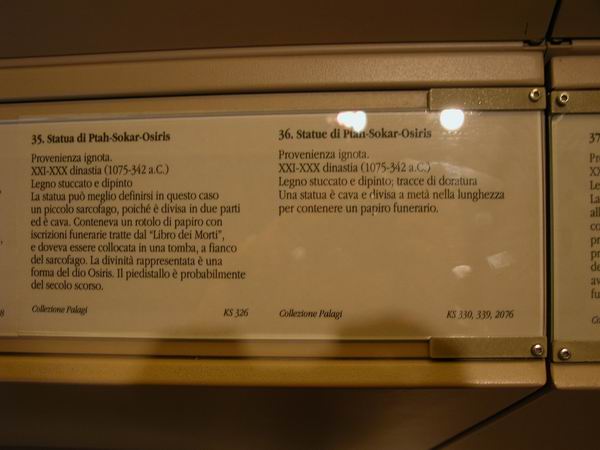 35. Statua di Ptah-Sokar-Osiris
Provenienza ignota.
XXI-XXX dinastia (1075-342 a.C.)
Legno stuccato e dipinto
La statua può meglio definirsi in questo caso
un piccolo sarcofago, poiché è divisa in due parti
ed è cava. Conteneva un rotolo di papiro con
iscrizioni funerarie tratte dal "Libro dei Morti",
e doveva essere collocata in una tomba, a fianco
del sarcofago. La divinità rappresentata è una
forma del dio Osiris. Il piedistallo è probabilmente
del secolo scorso.
Collezione Palagi KS 326
36. Statue di Ptah-Sokar-Osiris
Provenienza ignota.
XXI-XXX dinastia (1075-342 a.C.)
Legno stuccato e dipinto; tracce di doratura
Una statua è cava e divisa a metà nella lunghezza
per contenere un papiro funerario.
Collezione Palagi KS 330, 339, 2076
37